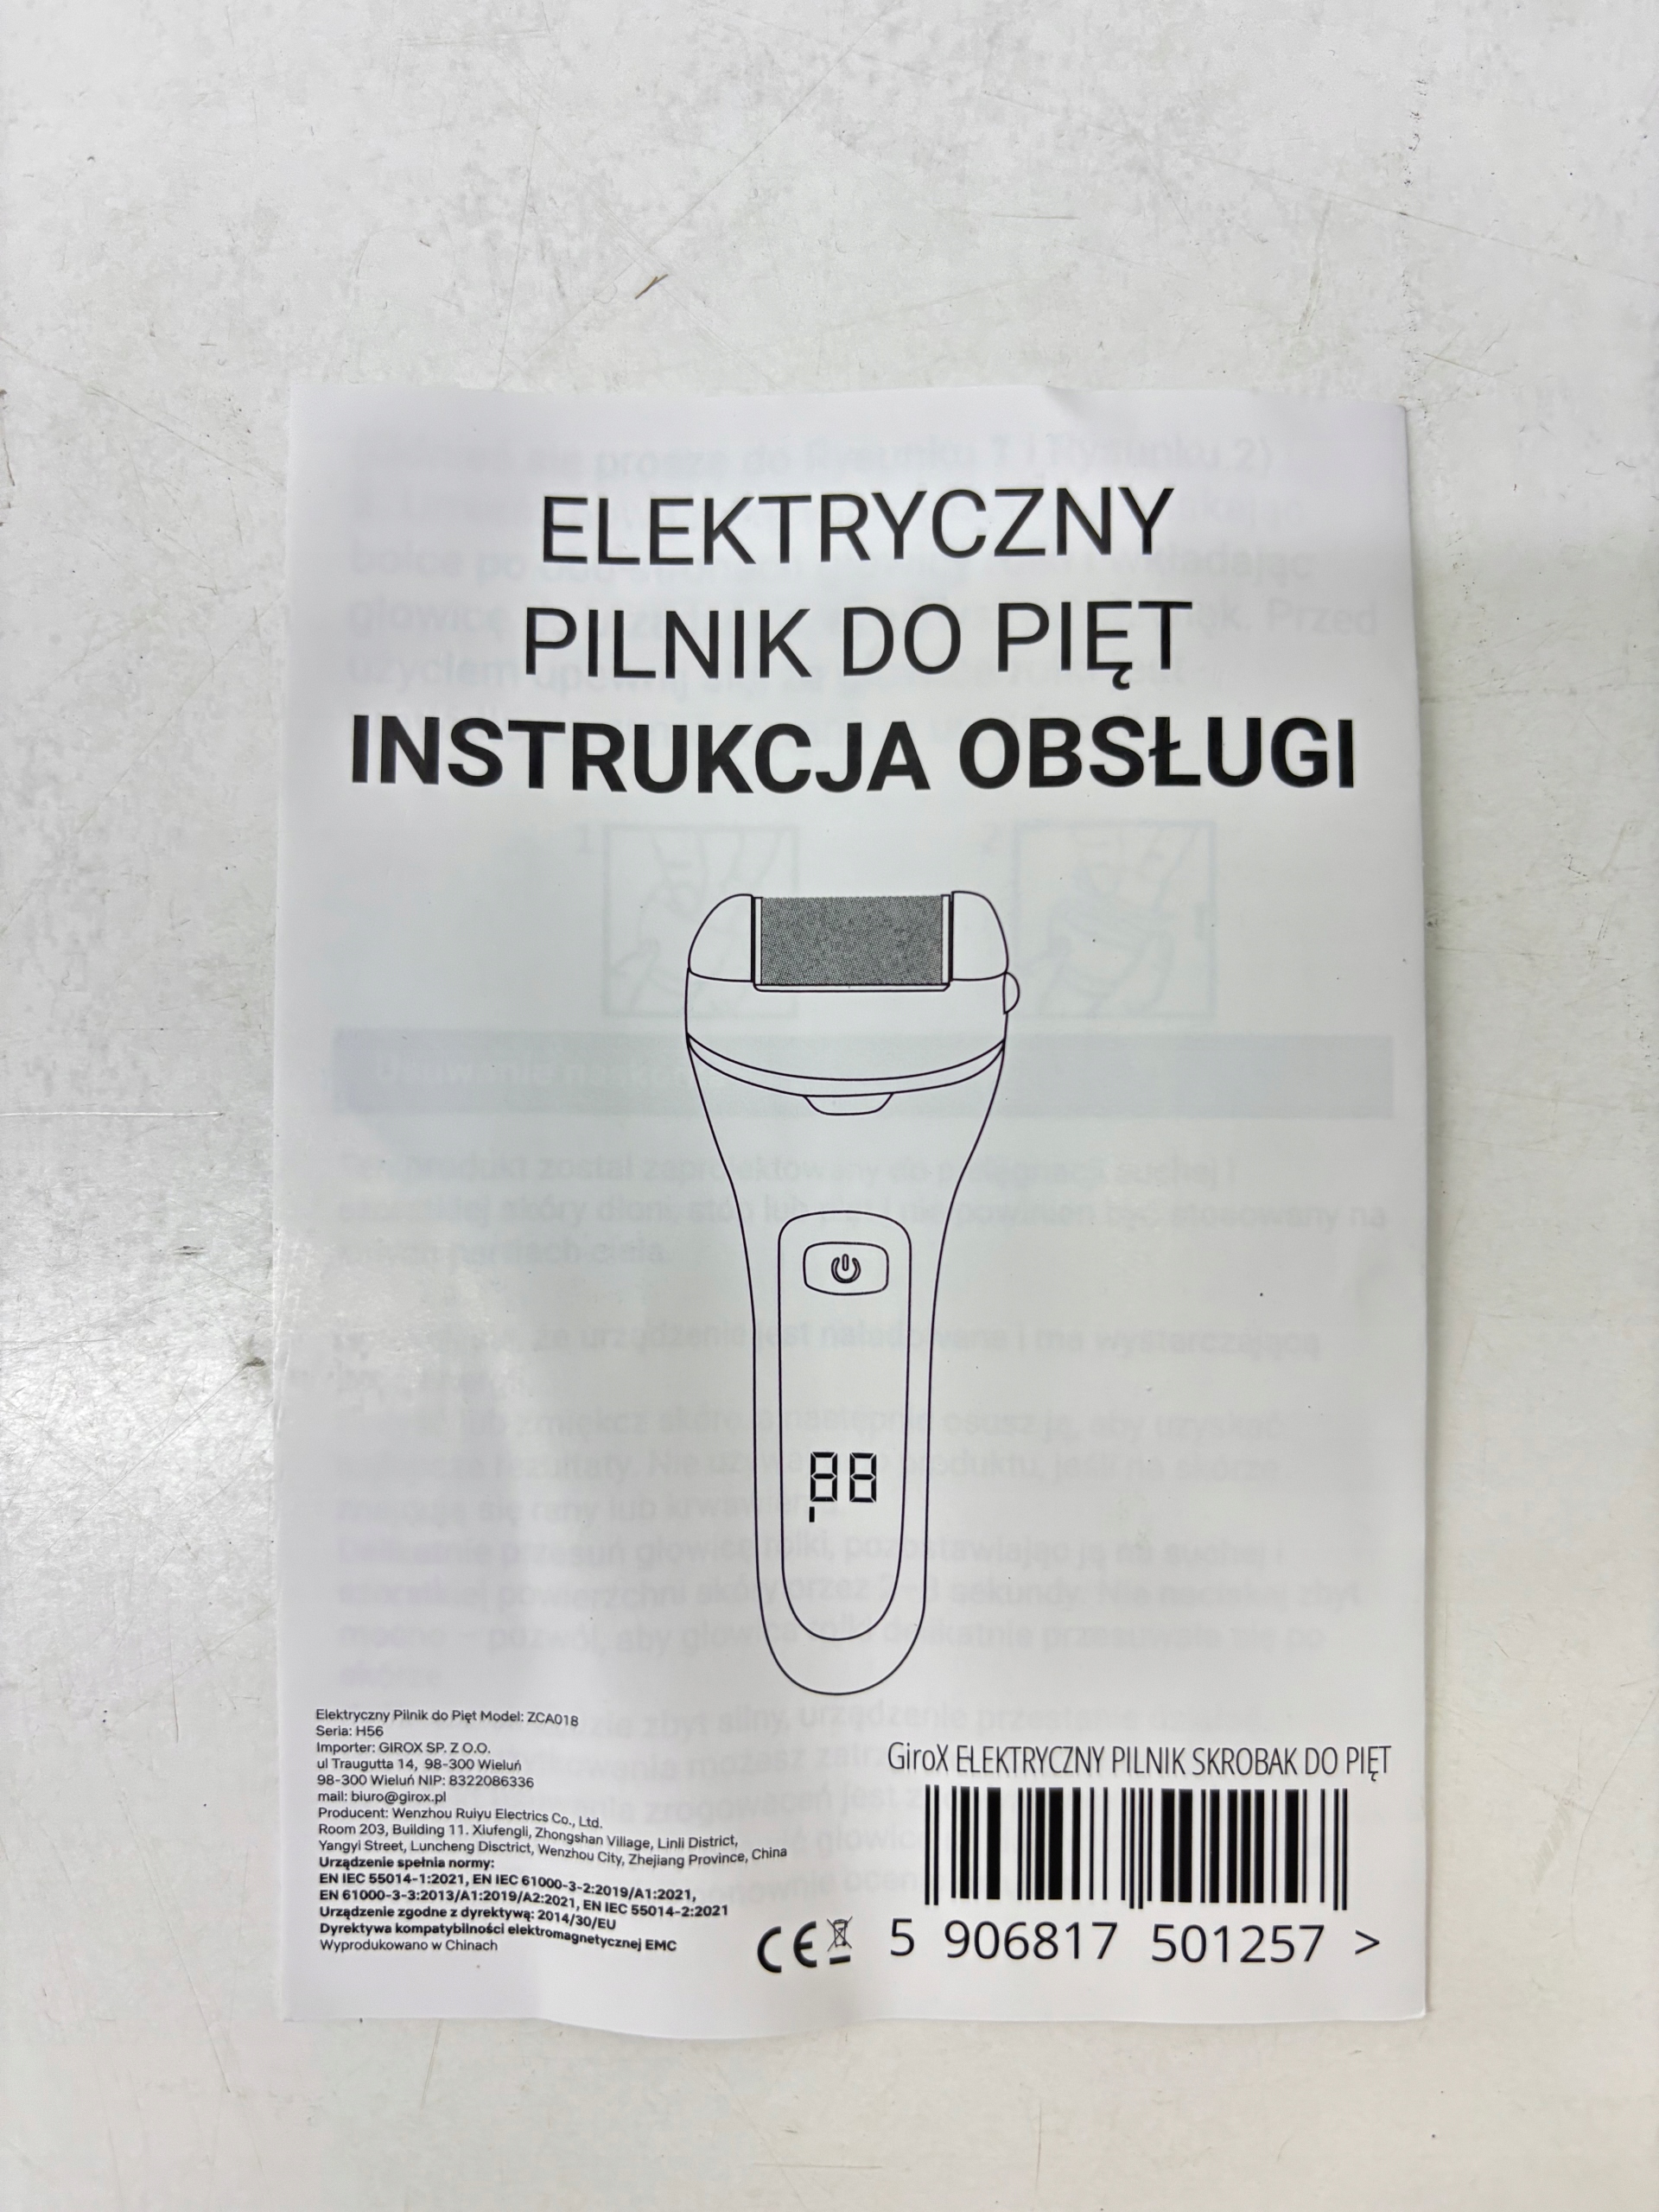 ELEKTRYCZNY
PILNIK DO PIĘT
INSTRUKCJA OBSŁUGI
88
Elektryczny Pilnik do Pięt Model: ZCA018
Seria: H56
Importer: GIROX SP. Z O.O.
ul Traugutta 14, 98-300 Wieluń
98-300 Wieluń NIP: 8322086336
mail: biuro@girox.pl
Producent: Wenzhou Ruiyu Electrics Co., Ltd.
Room 203, Building 11. Xiufengli, Zhongshan Village, Linli District,
Yangyi Street, Luncheng Disctrict, Wenzhou City, Zhejiang Province, China
Urządzenie spełnia normy:
EN IEC 55014-1:2021, EN IEC 61000-3-2:2019/A1:2021,
EN 61000-3-3:2013/A1:2019/A2:2021, EN IEC 55014-2:2021
Urządzenie zgodne z dyrektywą: 2014/30/EU
Dyrektywa kompatybilności elektromagnetycznej EMC
Wyprodukowano w Chinach
CE
GiroX ELEKTRYCZNY PILNIK SKROBAK DO PIĘT
5 906817 501257 >